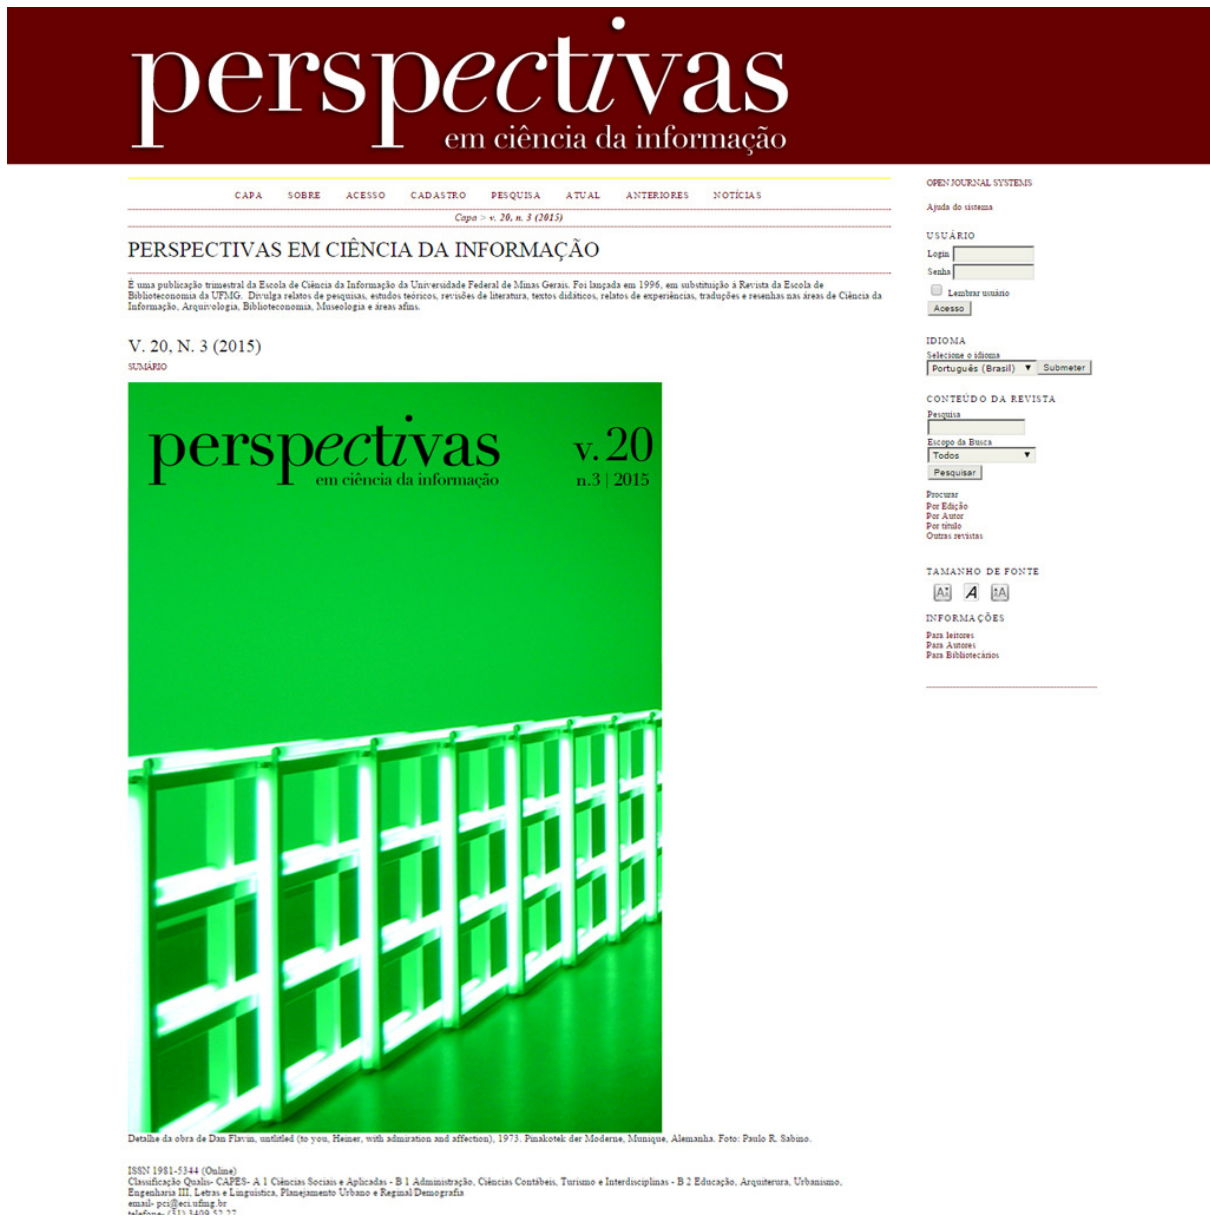 perspectivas
em ciência da informação
CAPA SOBRE ACESSO CADASTRO PESQUISA ATUAL ANTERIORES NOTÍCIAS
Capa > v. 20, n. 3 (2015)
PERSPECTIVAS EM CIÊNCIA DA INFORMAÇÃO
É uma publicação trimestral da Escola de Ciência da Informação da Universidade Federal de Minas Gerais. Foi lançada em 1996, em substituição à Revista da Escola de
Biblioteconomia da UFMG. Divulga relatos de pesquisas, estudos teóricos, revisões de literatura, textos didáticos, relatos de experiências, traduções e resenhas nas áreas de Ciência da
Informação, Arquivologia, Biblioteconomia, Museologia e áreas afins.
V. 20, N. 3 (2015)
SUMÁRIO
perspectivas
em ciência da informação
v. 20
n.3 | 2015
Detalhe da obra de Dan Flavin, untitled (to you, Heiner, with admiration and affection), 1973. Pinakotek der Moderne, Munique, Alemanha. Foto: Paulo R. Sabino.
ISSN 1981-5344 (Online)
Classificação Qualis- CAPES- A 1 Ciências Sociais e Aplicadas - B 1 Administração, Ciências Contábeis, Turismo e Interdisciplinas - B 2 Educação, Arquiterura, Urbanismo,
Engenharia III, Letras e Linguística, Planejamento Urbano e Reginal/Demografia
email- pci@eci.ufmg.br
telefone- (31) 3409 52 27
OPEN JOURNAL SYSTEMS
Ajuda do sistema
USUÁRIO
Login
Senha
Lembrar usuário
Acesso
IDIOMA
Selecione o idioma
Português (Brasil) Submeter
CONTEÚDO DA REVISTA
Pesquisa
Escopo da Busca
Todos
Pesquisar
Procurar
Por Edição
Por Autor
Por título
Outras revistas
TAMANHO DE FONTE
INFORMAÇÕES
Para leitores
Para Autores
Para Bibliotecários